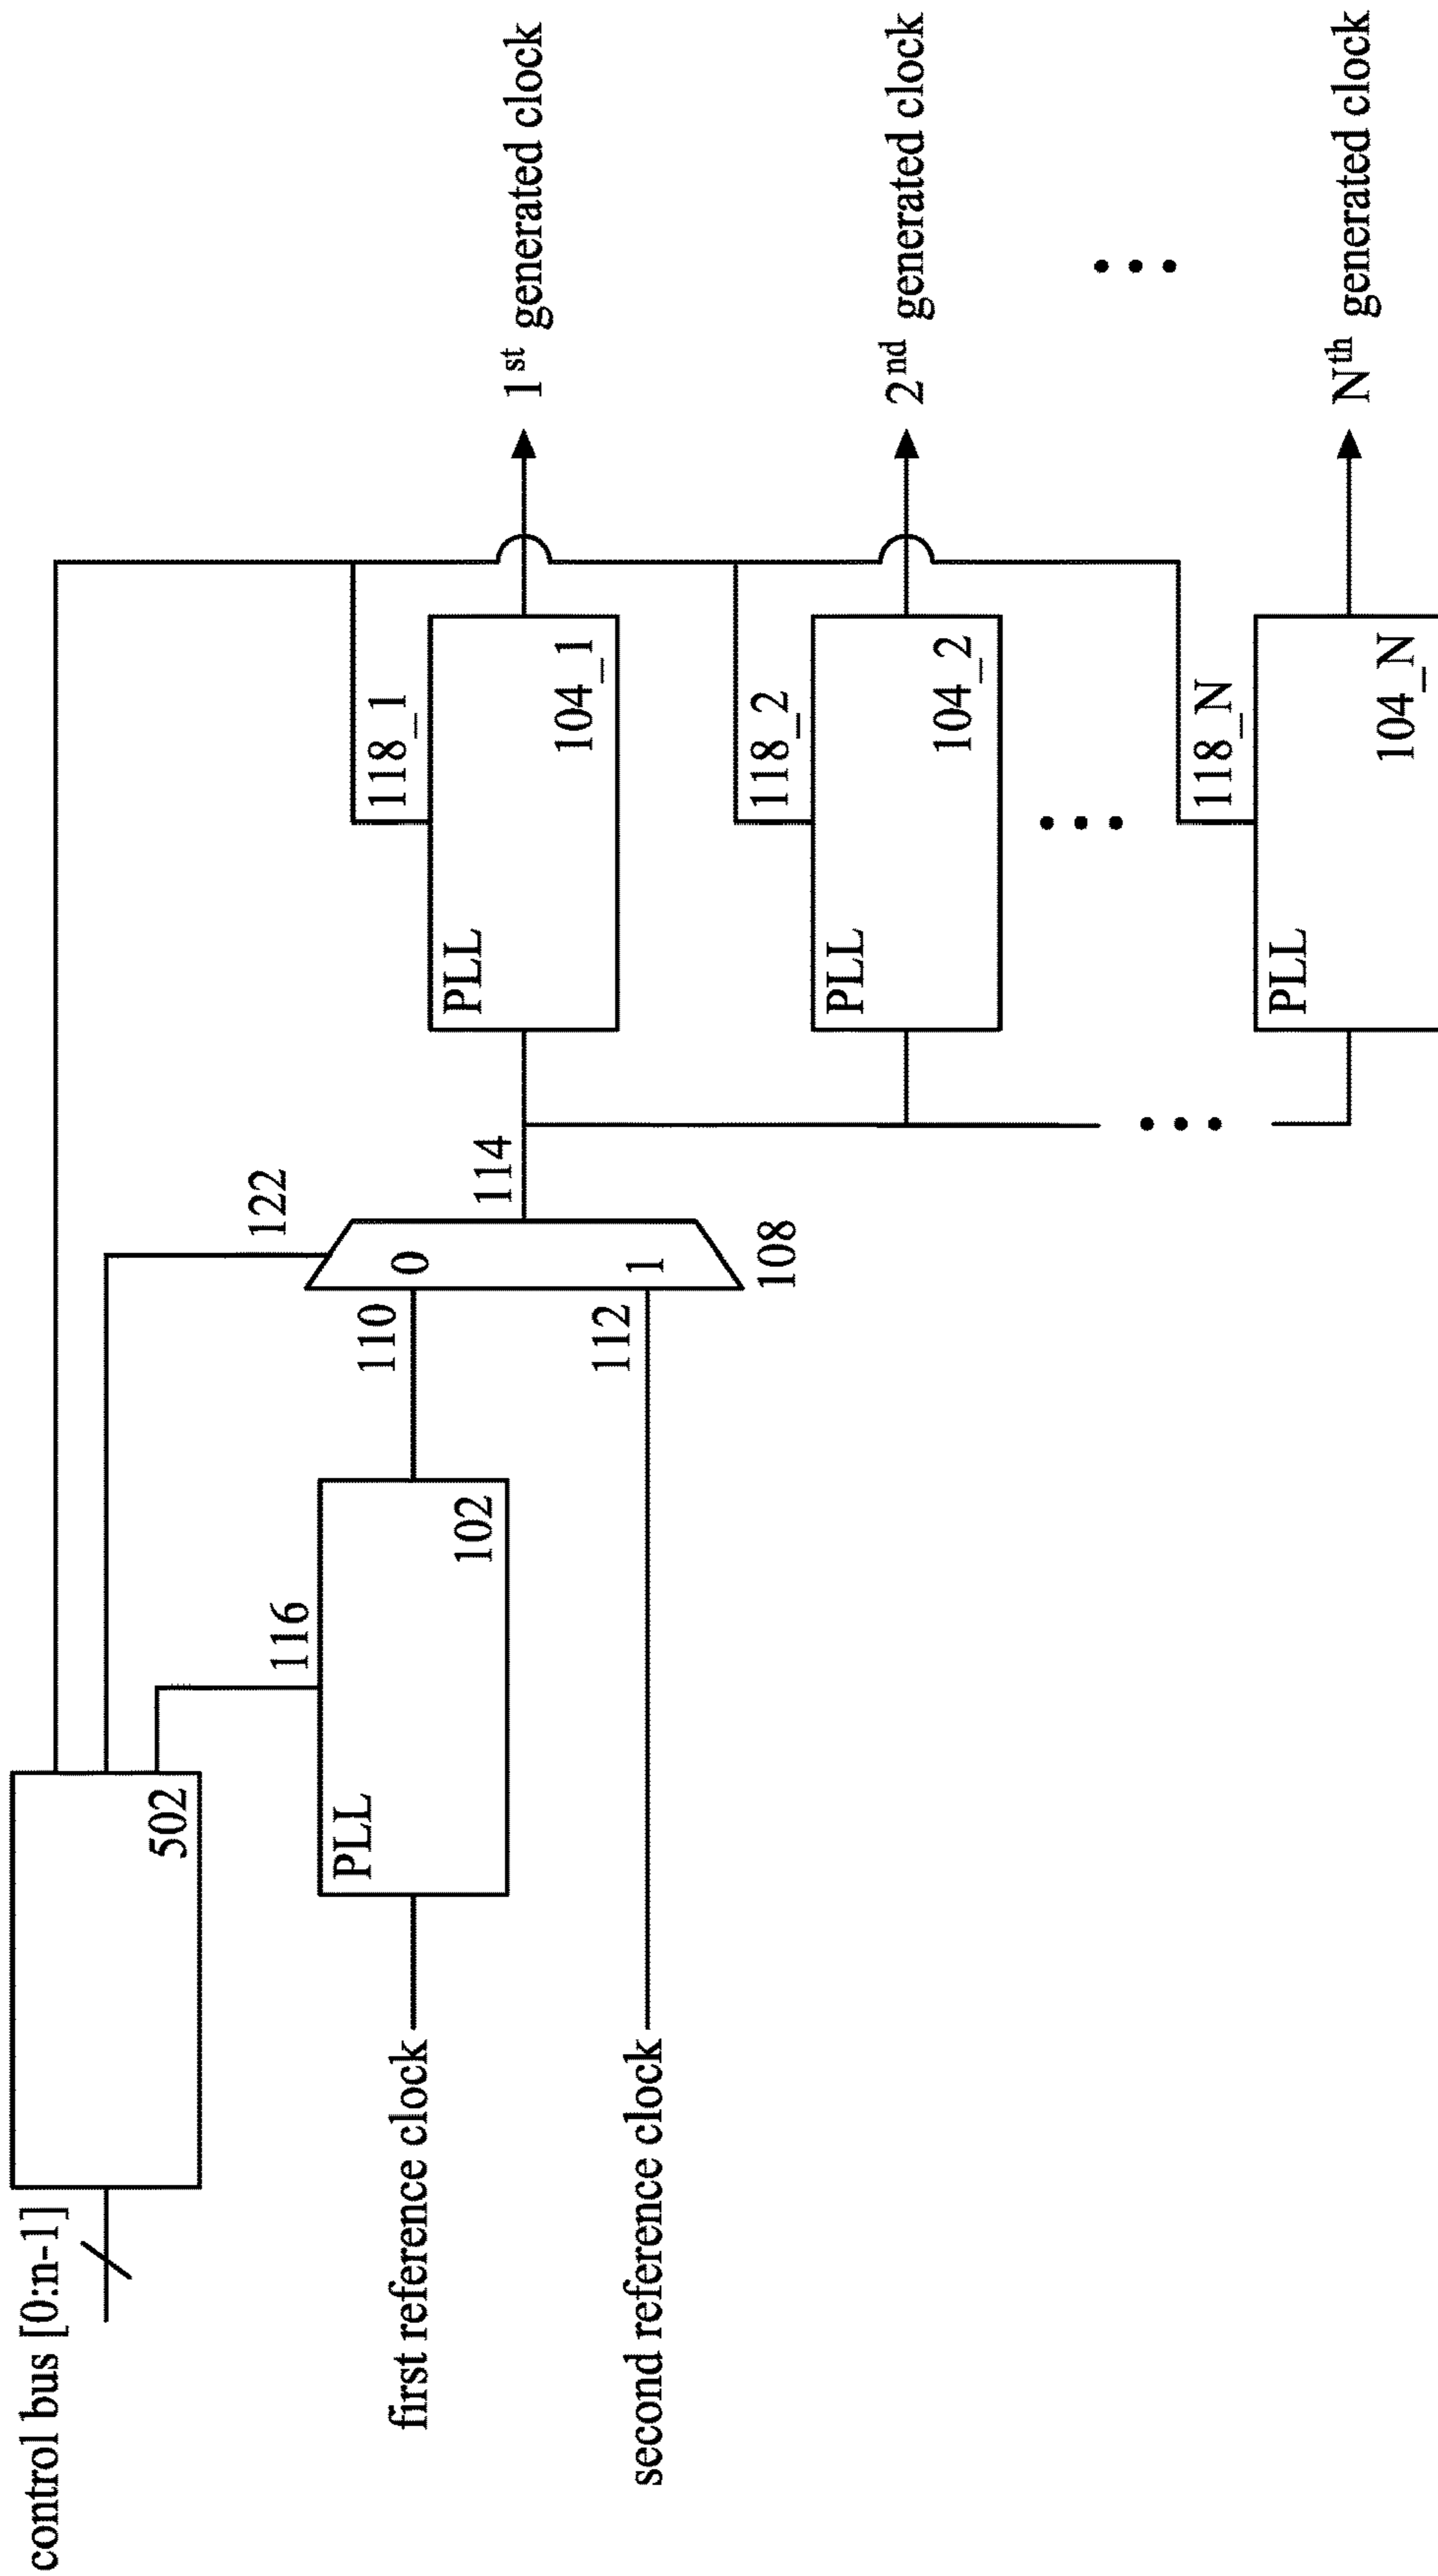 control bus [0:n-1]
502
122
116
PLL
102
first reference clock
110
0
114
second reference clock
112
1
108
118_1
PLL
104_1
1st generated clock
118_2
PLL
104_2
2nd generated clock
118_N
PLL
104_N
Nth generated clock